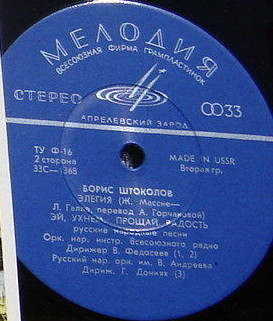 МЕЛОДИЯ
ВСЕСОЮЗНАЯ ФИРМА ГРАМПЛАСТИНОК
СТЕРЕО 33
АПРЕЛЕВСКИЙ ЗАВОД
ТУ Ф-16
2 сторона
33С—1368
MADE IN USSR
Вторая гр.
БОРИС ШТОКОЛОВ
ЭЛЕГИЯ (Ж. Массне—
Л. Галле, перевод А. Горчаковой)
ЭЙ, УХНЕМ, ПРОЩАЙ, РАДОСТЬ
русские народные песни
Орк. нар. инстр. Всесоюзного радио
Дирижер В. Федосеев (1, 2)
Русский нар. орк. им. В. Андреева
Дириж. Г. Дониях (3)